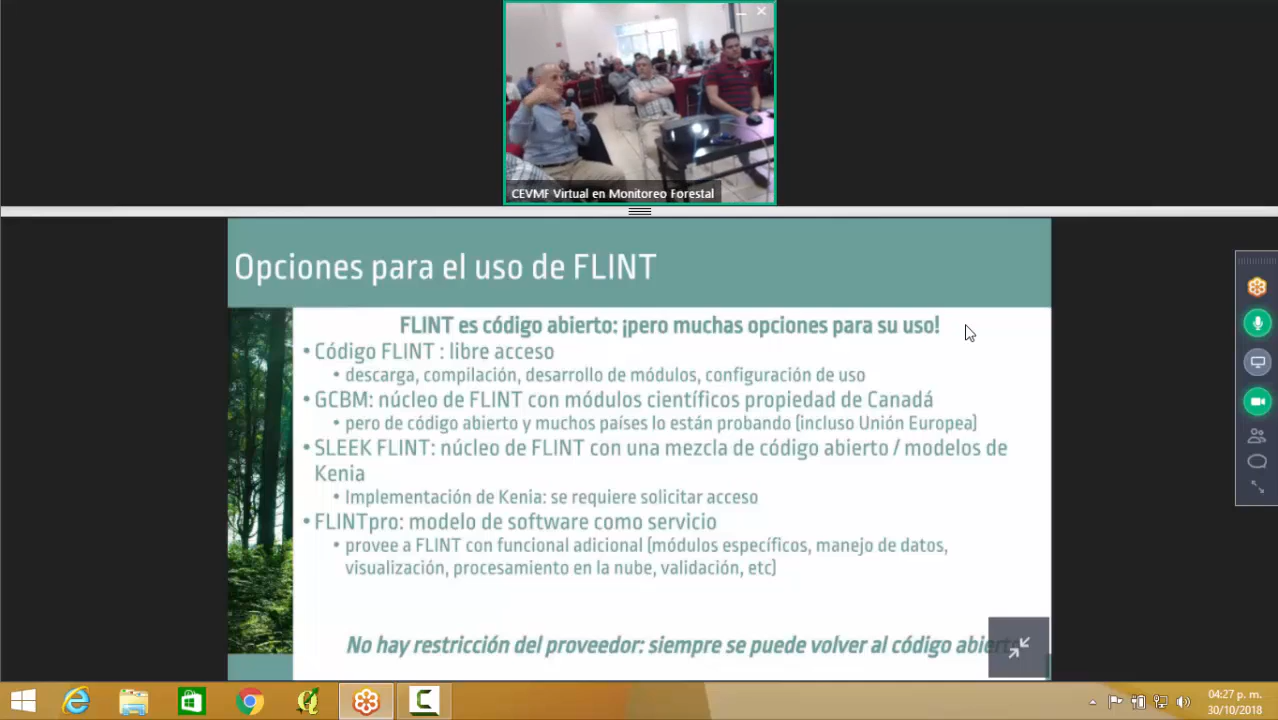 CEVMF Virtual en Monitoreo Forestal
Opciones para el uso de FLINT
FLINT es código abierto: ¡pero muchas opciones para su uso!
• Código FLINT : libre acceso
• descarga, compilación, desarrollo de módulos, configuración de uso
• GCBM: núcleo de FLINT con módulos científicos propiedad de Canadá
• pero de código abierto y muchos países lo están probando (incluso Unión Europea)
• SLEEK FLINT: núcleo de FLINT con una mezcla de código abierto / modelos de
Kenia
• Implementación de Kenia: se requiere solicitar acceso
• FLINTpro: modelo de software como servicio
• provee a FLINT con funcional adicional (módulos específicos, manejo de datos,
visualización, procesamiento en la nube, validación, etc)
No hay restricción del proveedor: siempre se puede volver al código abierto
04:27 p. m.
30/10/2018